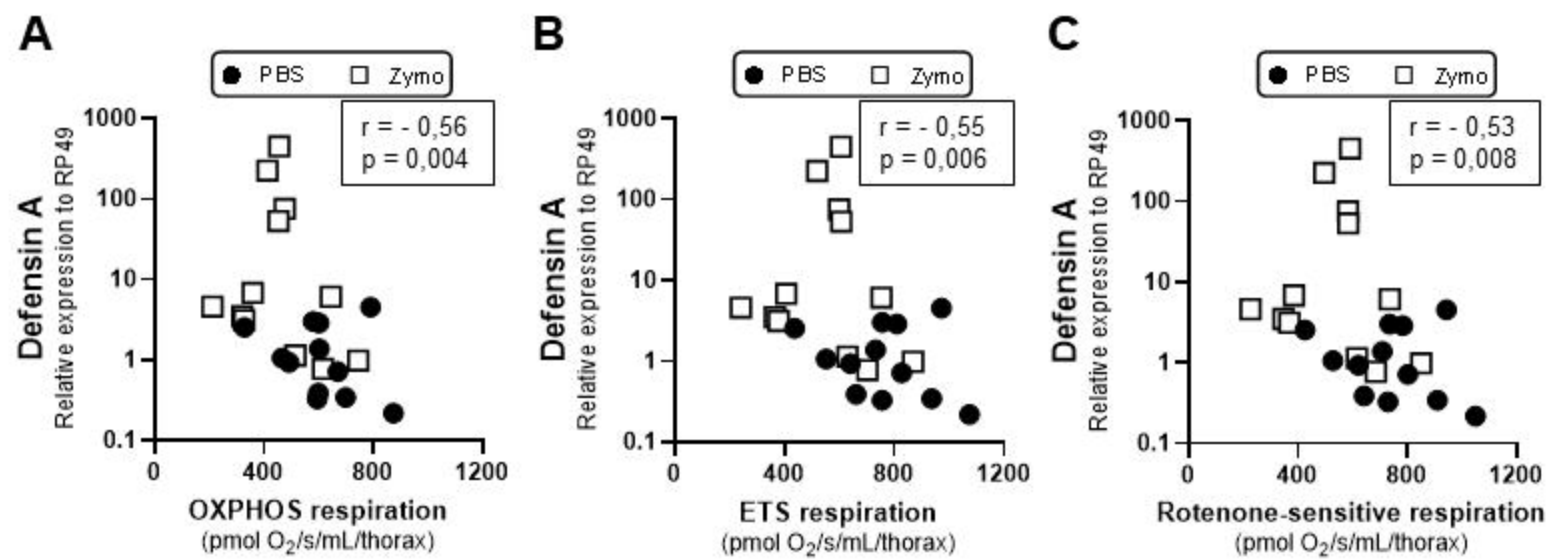 A
PBS Zymo
r = - 0,56
p = 0,004
Defensin A
Relative expression to RP49
1000
100
10
1
0.1
0 400 800 1200
OXPHOS respiration
(pmol O₂/s/mL/thorax)
B
PBS Zymo
r = - 0,55
p = 0,006
Defensin A
Relative expression to RP49
1000
100
10
1
0.1
0 400 800 1200
ETS respiration
(pmol O₂/s/mL/thorax)
C
PBS Zymo
r = - 0,53
p = 0,008
Defensin A
Relative expression to RP49
1000
100
10
1
0.1
0 400 800 1200
Rotenone-sensitive respiration
(pmol O₂/s/mL/thorax)